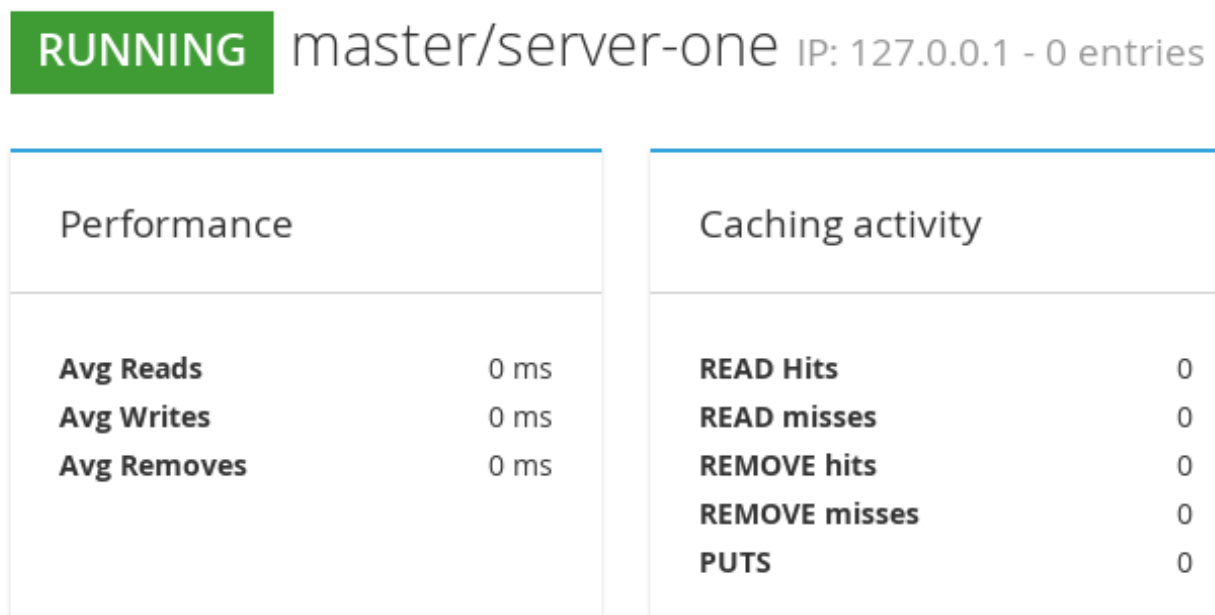 RUNNING master/server-one IP: 127.0.0.1 - 0 entries
Performance
Avg Reads 0 ms
Avg Writes 0 ms
Avg Removes 0 ms
Caching activity
READ Hits 0
READ misses 0
REMOVE hits 0
REMOVE misses 0
PUTS 0